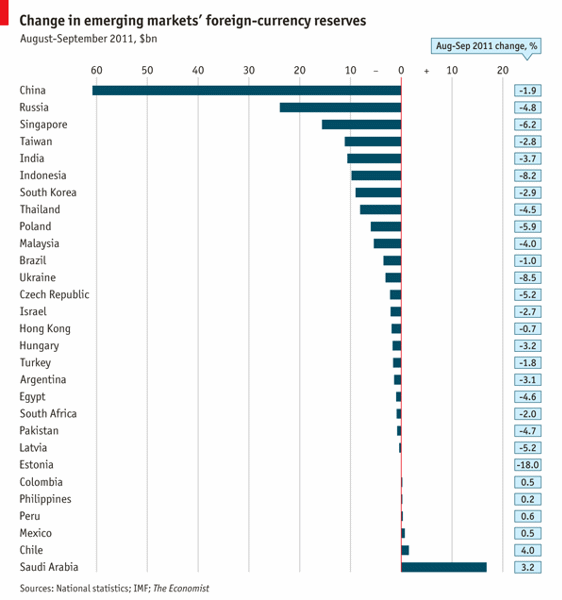 Change in emerging markets' foreign-currency reserves
August-September 2011, $bn
Aug-Sep 2011 change, %
60 50 40 30 20 10 – 0 + 10 20
China -1.9
Russia -4.8
Singapore -6.2
Taiwan -2.8
India -3.7
Indonesia -8.2
South Korea -2.9
Thailand -4.5
Poland -5.9
Malaysia -4.0
Brazil -1.0
Ukraine -8.5
Czech Republic -5.2
Israel -2.7
Hong Kong -0.7
Hungary -3.2
Turkey -1.8
Argentina -3.1
Egypt -4.6
South Africa -2.0
Pakistan -4.7
Latvia -5.2
Estonia -18.0
Colombia 0.5
Philippines 0.2
Peru 0.6
Mexico 0.5
Chile 4.0
Saudi Arabia 3.2
Sources: National statistics; IMF; The Economist